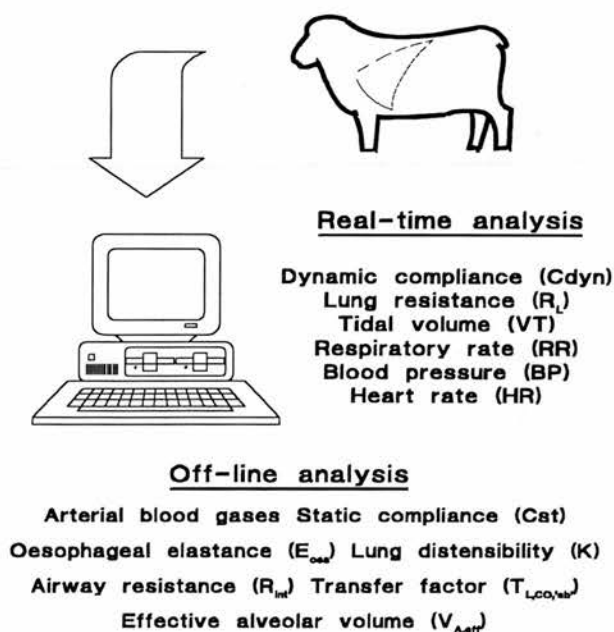 Real-time analysis
Dynamic compliance (Cdyn)
Lung resistance (RL)
Tidal volume (VT)
Respiratory rate (RR)
Blood pressure (BP)
Heart rate (HR)
Off-line analysis
Arterial blood gases Static compliance (Cst)
Oesophageal elastance (Eoes) Lung distensibility (K)
Airway resistance (Rint) Transfer factor (TL,CO,'sb')
Effective alveolar volume (VA,eff)